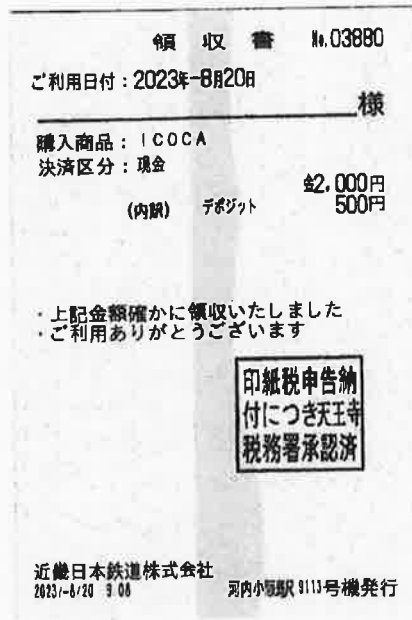 領収書 No.03880
ご利用日付：2023年-8月20日
様
購入商品：ICOCA
決済区分：現金
金2,000円
(内訳) デポジット 500円
・上記金額確かに領収いたしました
・ご利用ありがとうございます
印紙税申告納
付につき天王寺
税務署承認済
近畿日本鉄道株式会社
2023/-8/20 9:08 河内小阪駅 9113号機発行